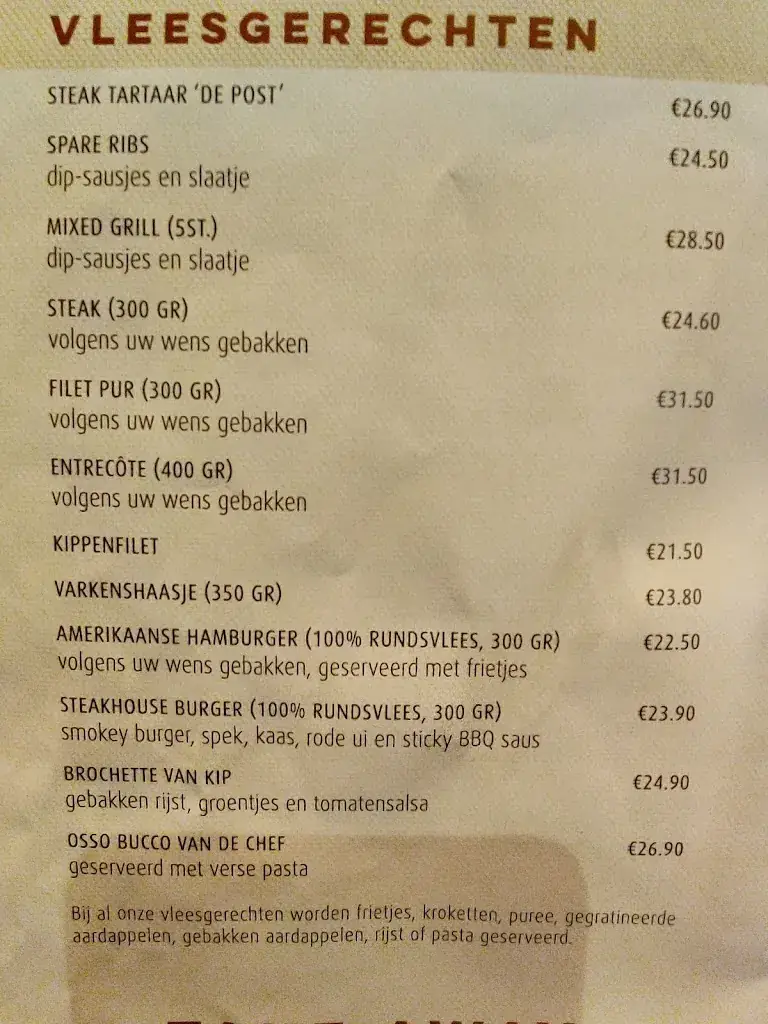 VLEESGERECHTEN
STEAK TARTAAR 'DE POST' €26.90
SPARE RIBS €24.50
dip-sausjes en slaatje
MIXED GRILL (5ST.) €28.50
dip-sausjes en slaatje
STEAK (300 GR) €24.60
volgens uw wens gebakken
FILET PUR (300 GR) €31.50
volgens uw wens gebakken
ENTRECÔTE (400 GR) €31.50
volgens uw wens gebakken
KIPPENFILET €21.50
VARKENSHAASJE (350 GR) €23.80
AMERIKAANSE HAMBURGER (100% RUNDSVLEES, 300 GR) €22.50
volgens uw wens gebakken, geserveerd met frietjes
STEAKHOUSE BURGER (100% RUNDSVLEES, 300 GR) €23.90
smokey burger, spek, kaas, rode ui en sticky BBQ saus
BROCHETTE VAN KIP €24.90
gebakken rijst, groentjes en tomatensalsa
OSSO BUCCO VAN DE CHEF €26.90
geserveerd met verse pasta
Bij al onze vleesgerechten worden frietjes, kroketten, puree, gegratineerde
aardappelen, gebakken aardappelen, rijst of pasta geserveerd.